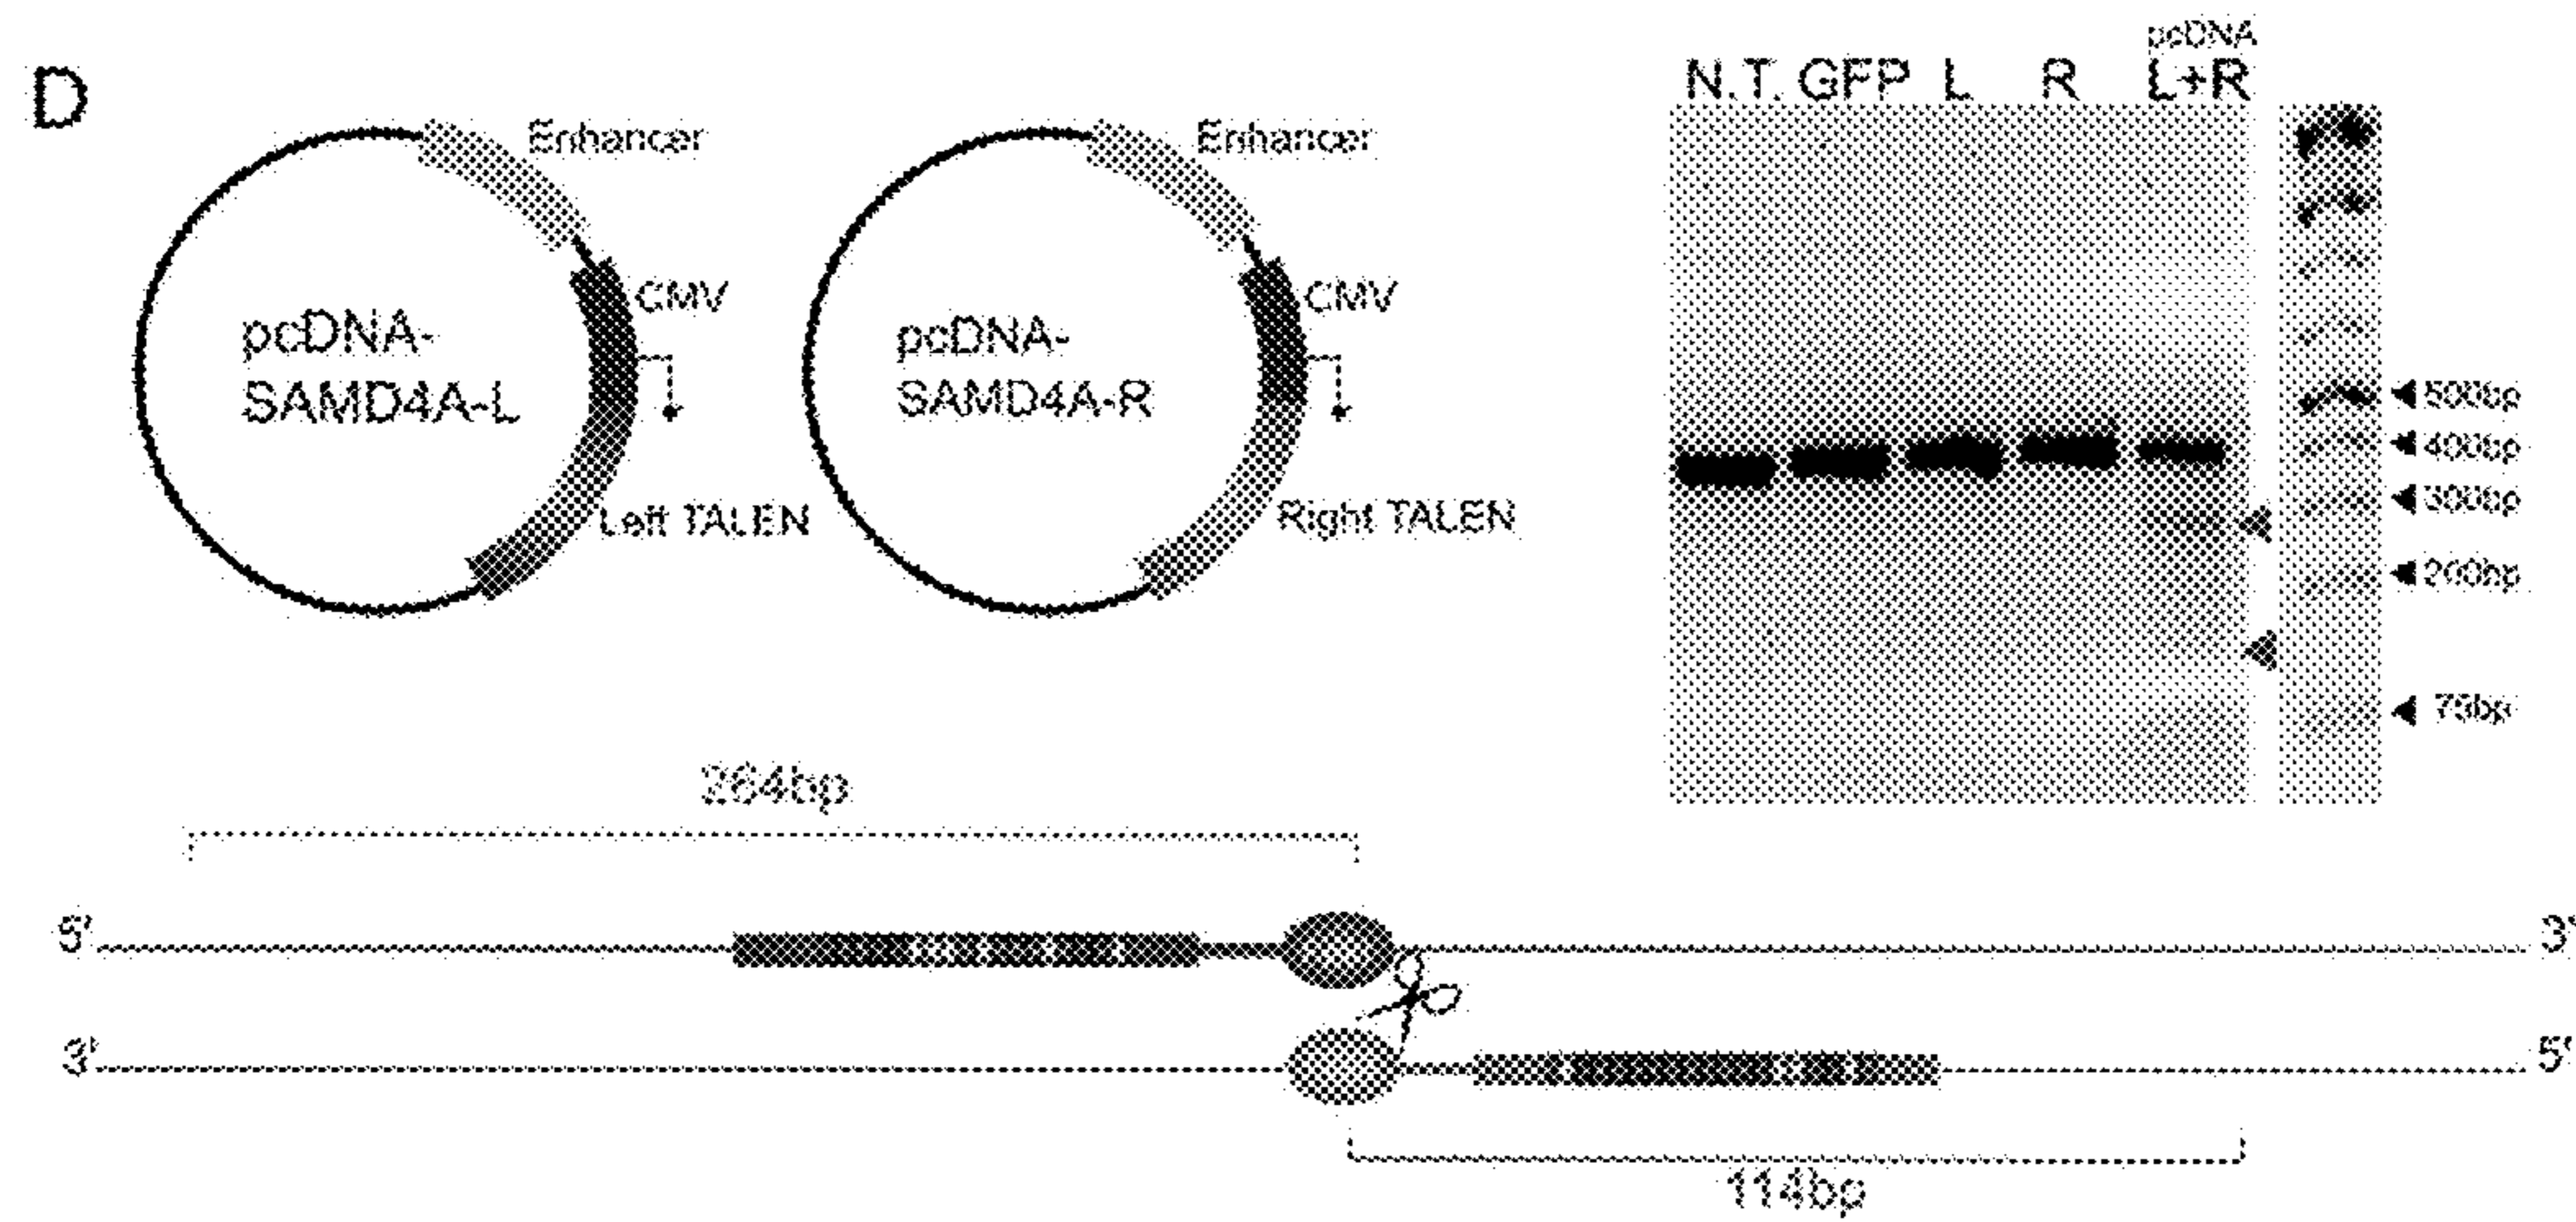 D
Enhancer
CMV
pcDNA-
SAMD4A-L
Left TALEN
Enhancer
CMV
pcDNA-
SAMD4A-R
Right TALEN
pcDNA
N.T. GFP L R L+R
500bp
400bp
300bp
200bp
75bp
264bp
5' 3'
3' 5'
114bp